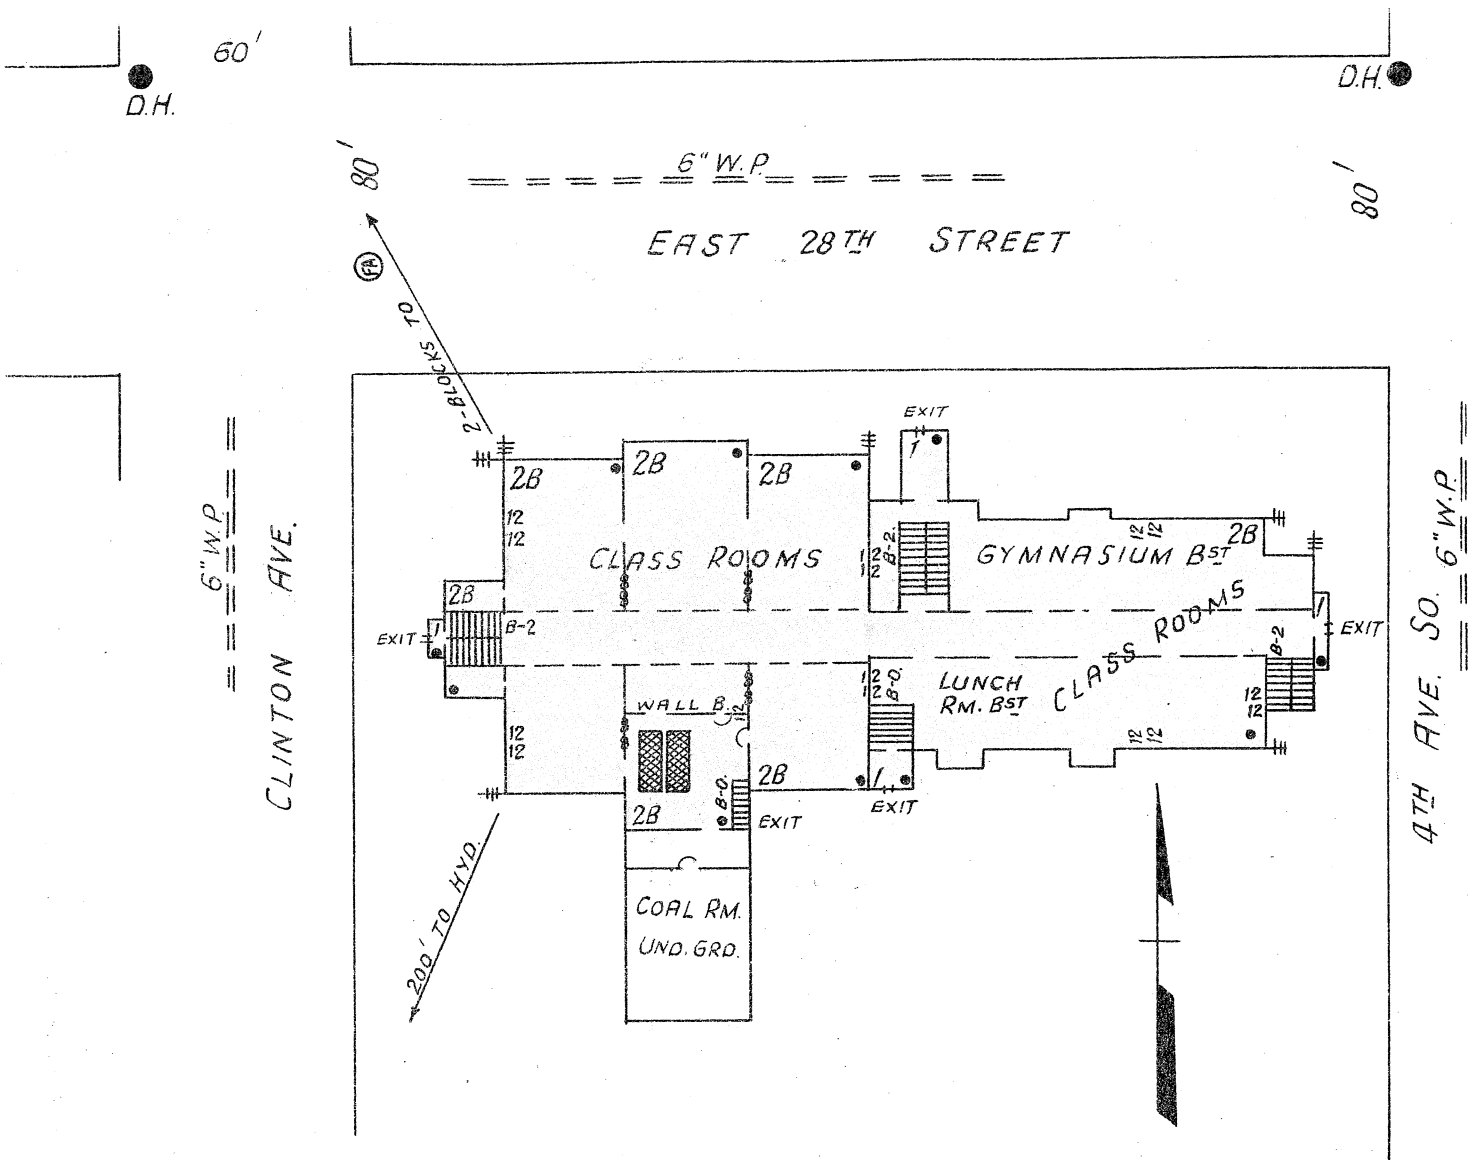 60'
D.H.
D.H.
80'
6" W.P.
80'
EAST 28TH STREET
FA
2-BLOCKS TO
EXIT
1
2B
2B
2B
12
12
CLASS ROOMS
12
12
B-2.
GYMNASIUM BST
12
12
2B
6" W.P.
CLINTON AVE.
2B
EXIT
1
B-2
CLASS ROOMS
1
EXIT
B-2
6" W.P.
4TH AVE. SO.
12
12
B-0.
LUNCH
RM. BST
12
12
WALL B.
12
12
12
12
12
2B
B-0.
2B
EXIT
1
EXIT
200' TO HYD.
COAL RM.
UND. GRD.